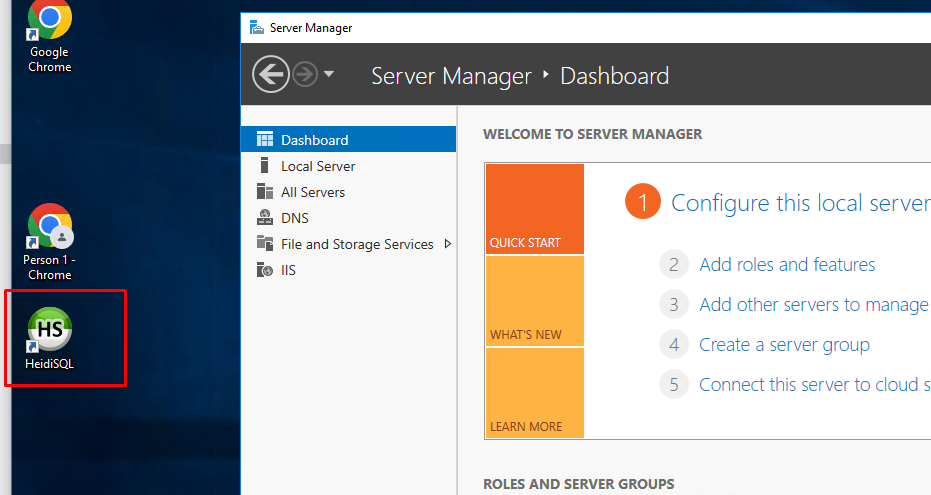 Google
Chrome
Person 1 -
Chrome
HS
HeidiSQL
Server Manager
Server Manager ‣ Dashboard
Dashboard
Local Server
All Servers
DNS
File and Storage Services
IIS
WELCOME TO SERVER MANAGER
QUICK START
WHAT'S NEW
LEARN MORE
1 Configure this local server
2 Add roles and features
3 Add other servers to manage
4 Create a server group
5 Connect this server to cloud s
ROLES AND SERVER GROUPS